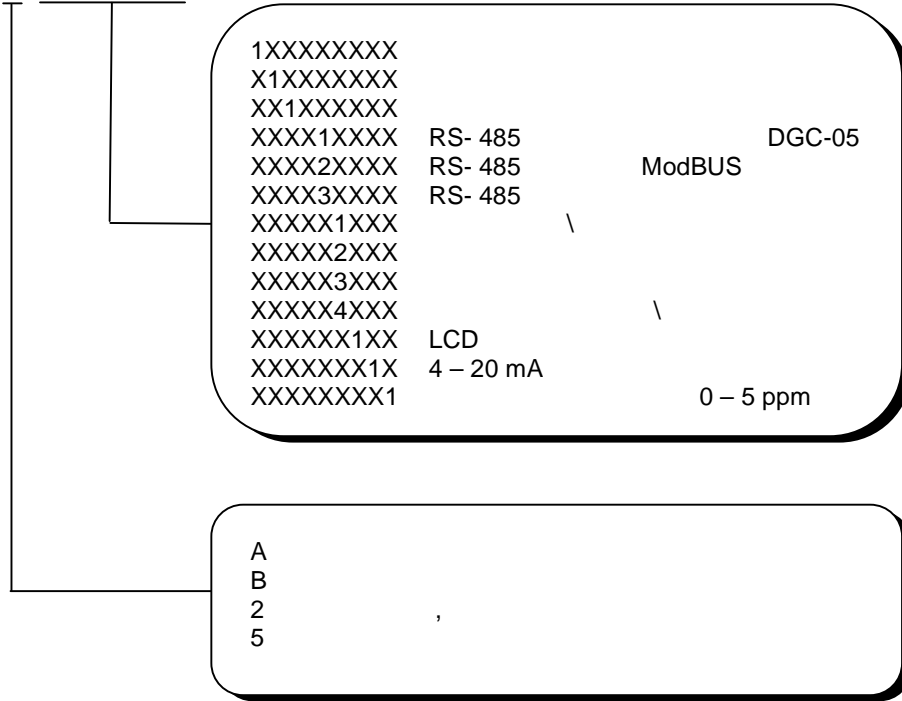 1XXXXXXXX
X1XXXXXXX
XX1XXXXXX
XXXX1XXXX RS- 485 DGC-05
XXXX2XXXX RS- 485 ModBUS
XXXX3XXXX RS- 485
XXXXX1XXX \
XXXXX2XXX
XXXXX3XXX
XXXXX4XXX \
XXXXXX1XX LCD
XXXXXXX1X 4 – 20 mA
XXXXXXXX1 0 – 5 ppm
A
B
2 ,
5